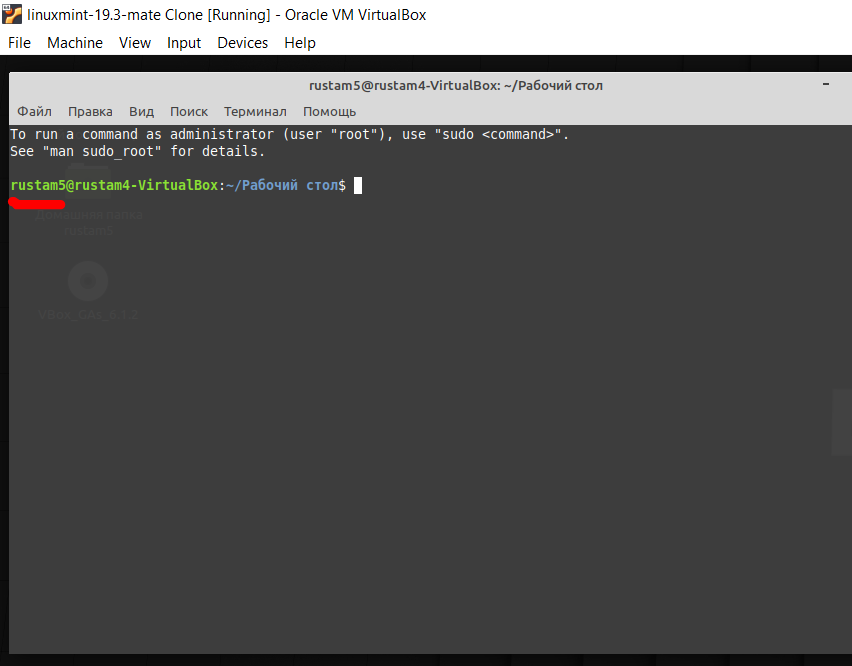 linuxmint-19.3-mate Clone [Running] - Oracle VM VirtualBox
File Machine View Input Devices Help
rustam5@rustam4-VirtualBox: ~/Рабочий стол
Файл Правка Вид Поиск Терминал Помощь
To run a command as administrator (user "root"), use "sudo <command>".
See "man sudo_root" for details.
rustam5@rustam4-VirtualBox:~/Рабочий стол$
Домашняя папка
rustam5
VBox_GAs_6.1.2